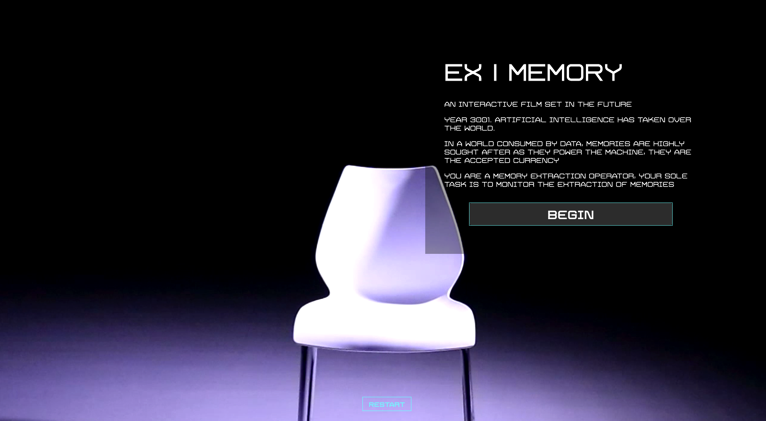 EX | MEMORY
AN INTERACTIVE FILM SET IN THE FUTURE
YEAR 3001. ARTIFICIAL INTELLIGENCE HAS TAKEN OVER
THE WORLD.
IN A WORLD CONSUMED BY DATA, MEMORIES ARE HIGHLY
SOUGHT AFTER AS THEY POWER THE MACHINE, THEY ARE
THE ACCEPTED CURRENCY
YOU ARE A MEMORY EXTRACTION OPERATOR, YOUR SOLE
TASK IS TO MONITOR THE EXTRACTION OF MEMORIES
BEGIN
RESTART